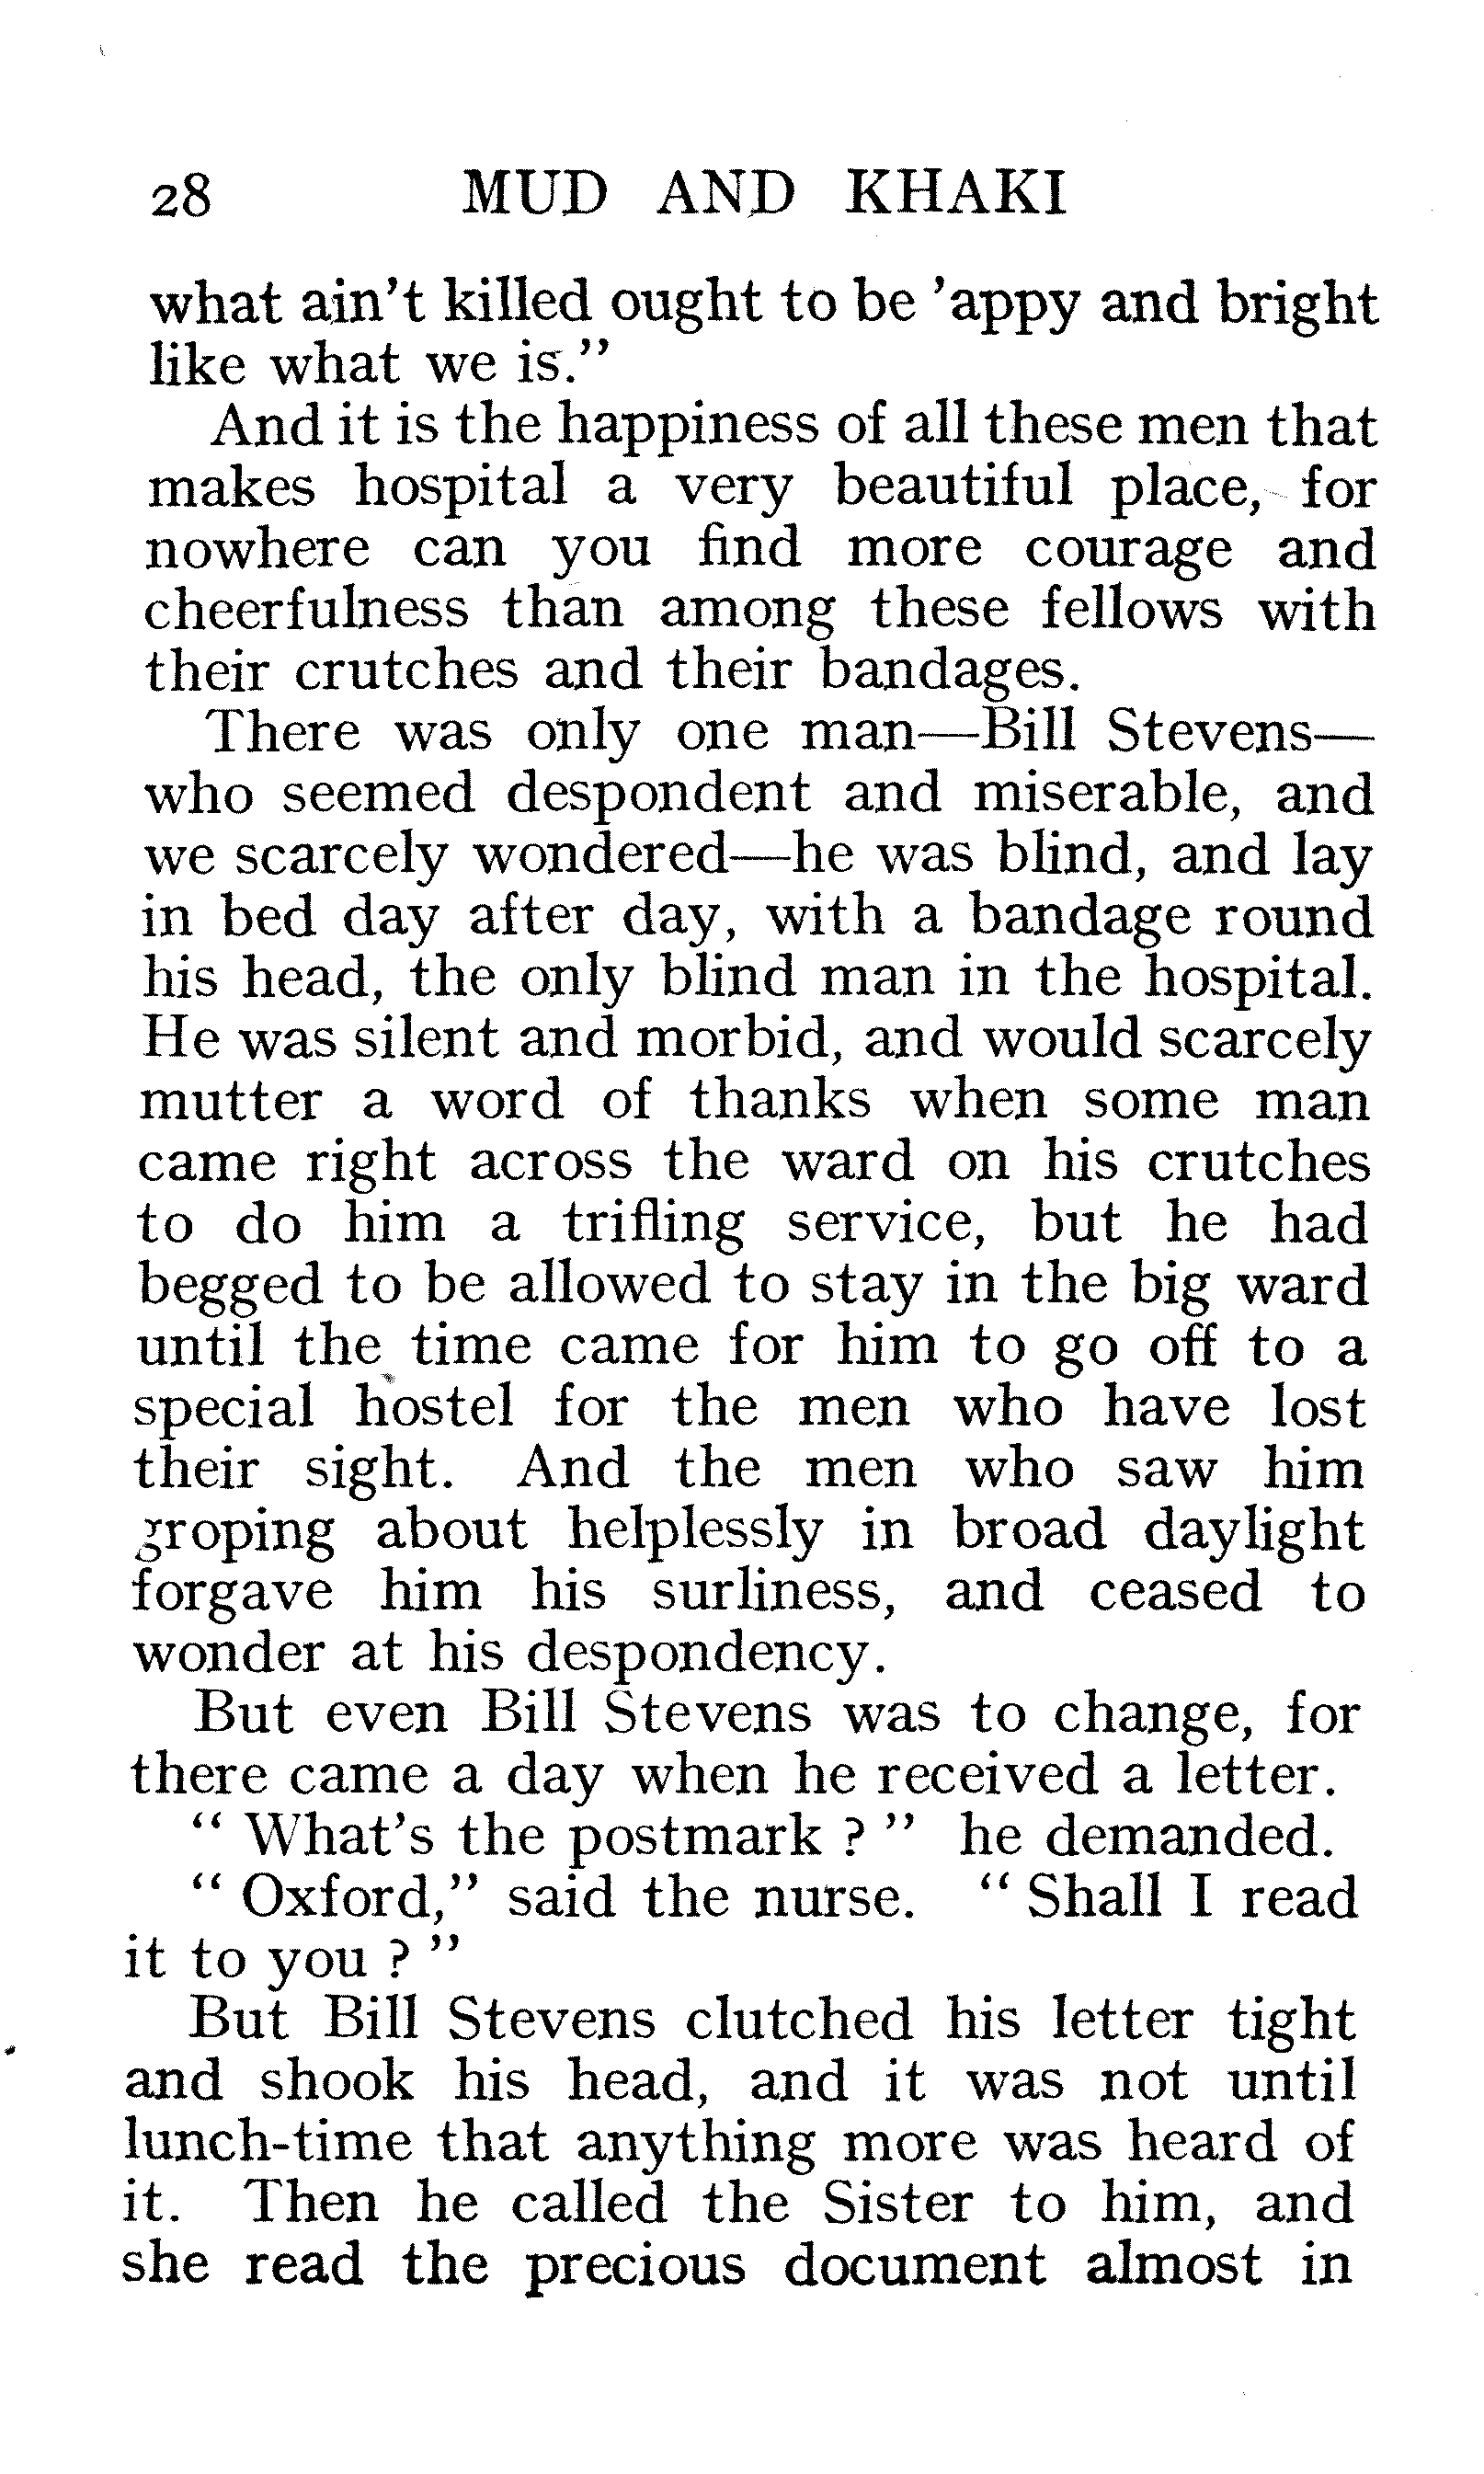 28 MUD AND KHAKI
what ain't killed ought to be 'appy and bright
like what we is."
And it is the happiness of all these men that
makes hospital a very beautiful place, for
nowhere can you find more courage and
cheerfulness than among these fellows with
their crutches and their bandages.
There was only one man—Bill Stevens—
who seemed despondent and miserable, and
we scarcely wondered—he was blind, and lay
in bed day after day, with a bandage round
his head, the only blind man in the hospital.
He was silent and morbid, and would scarcely
mutter a word of thanks when some man
came right across the ward on his crutches
to do him a trifling service, but he had
begged to be allowed to stay in the big ward
until the time came for him to go off to a
special hostel for the men who have lost
their sight. And the men who saw him
groping about helplessly in broad daylight
forgave him his surliness, and ceased to
wonder at his despondency.
But even Bill Stevens was to change, for
there came a day when he received a letter.
" What's the postmark ? " he demanded.
" Oxford," said the nurse. " Shall I read
it to you ? "
But Bill Stevens clutched his letter tight
and shook his head, and it was not until
lunch-time that anything more was heard of
it. Then he called the Sister to him, and
she read the precious document almost in